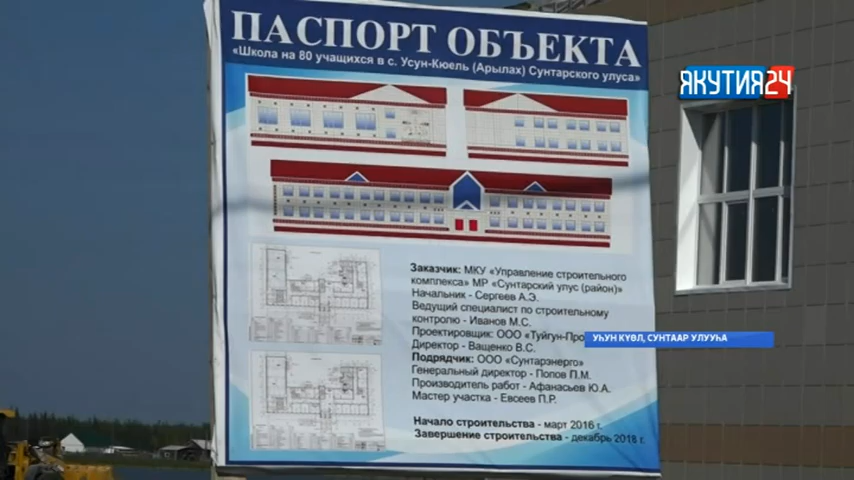 ПАСПОРТ ОБЪЕКТА
«Школа на 80 учащихся в с. Усун-Кюель (Арылах) Сунтарского улуса»
ЯКУТИЯ24
Заказчик: МКУ «Управление строительного
комплекса» МР «Сунтарский улус (район)»
Начальник - Сергеев А.Э.
Ведущий специалист по строительному
контролю - Иванов М.С.
Проектировщик: ООО «Туйгун-Про
Директор - Ващенко В.С.
УҺУН КҮӨЛ, СУНТААР УЛУУҺА
Подрядчик: ООО «Сунтарэнерго»
Генеральный директор - Попов П.М.
Производитель работ - Афанасьев Ю.А.
Мастер участка - Евсеев П.Р.
Начало строительства - март 2016 г.
Завершение строительства - декабрь 2018 г.